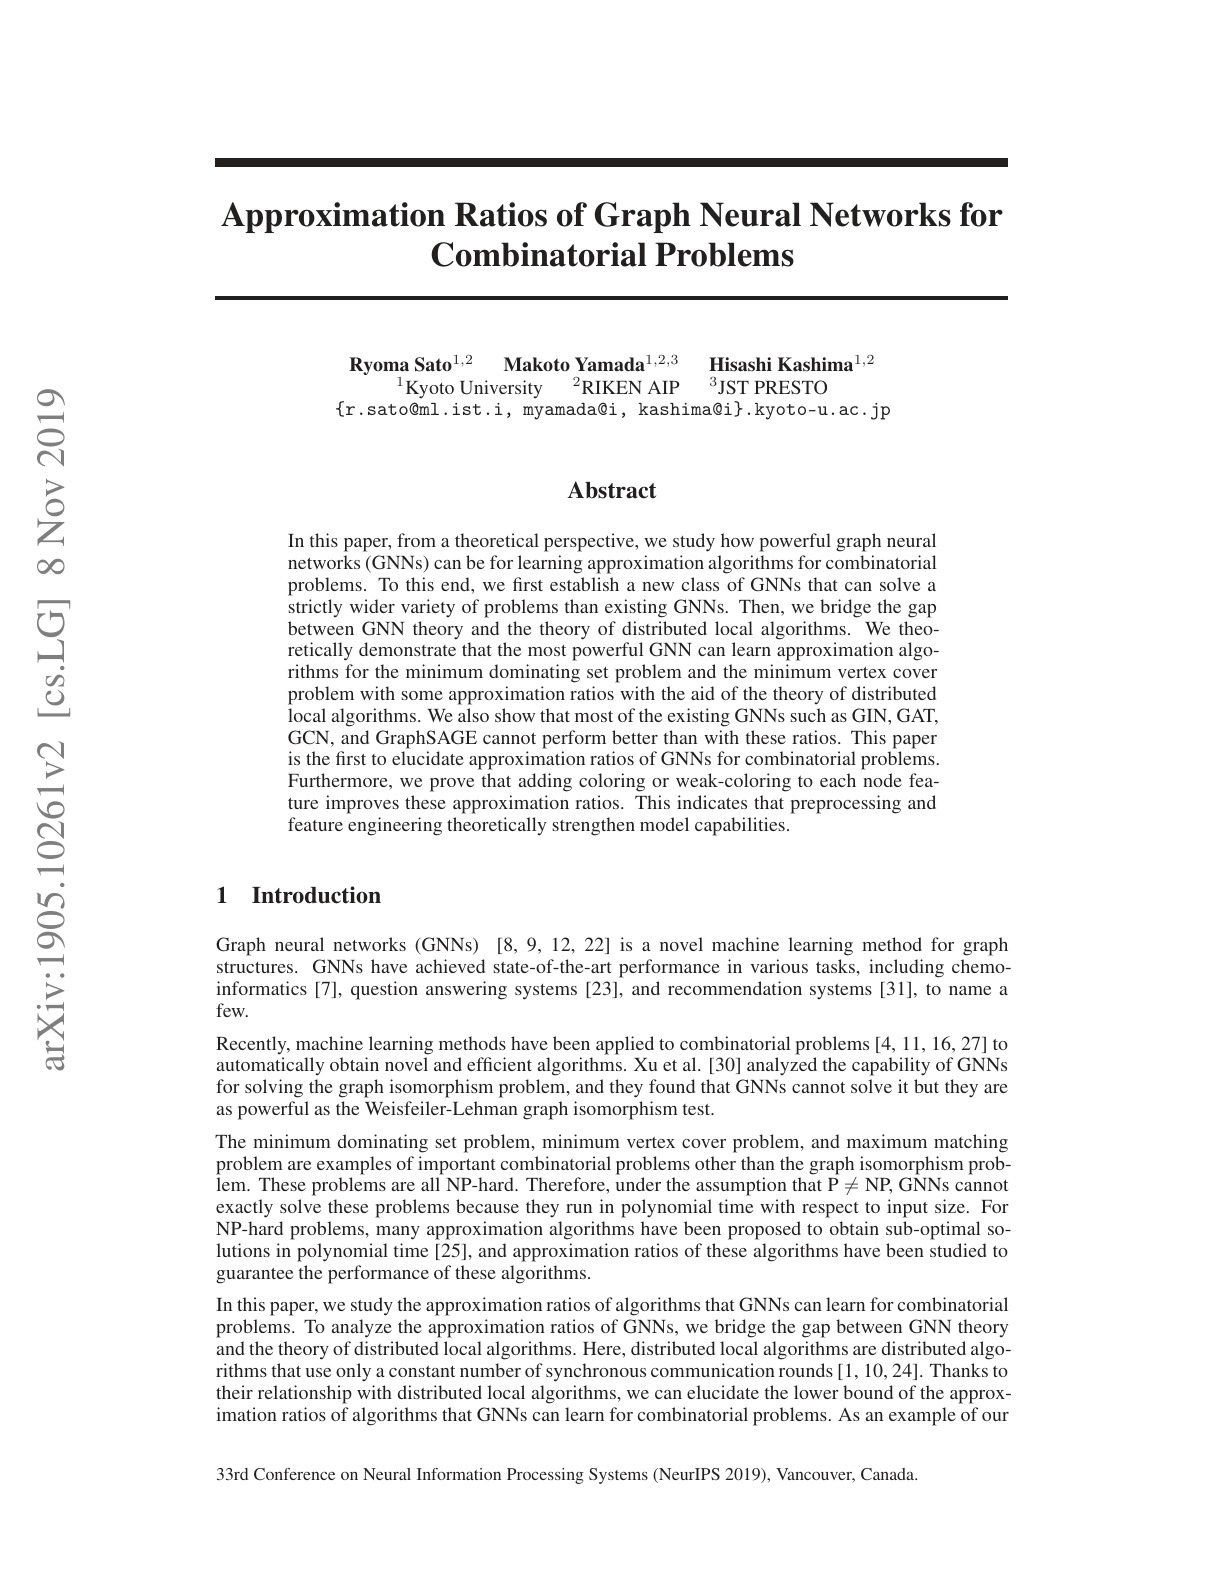 arXiv:1905.10261v2 [cs.LG] 8 Nov 2019
Approximation Ratios of Graph Neural Networks for
Combinatorial Problems
Ryoma Sato1,2 Makoto Yamada1,2,3 Hisashi Kashima1,2
1Kyoto University 2RIKEN AIP 3JST PRESTO
{r.sato@ml.ist.i, myamada@i, kashima@i}.kyoto-u.ac.jp
Abstract
In this paper, from a theoretical perspective, we study how powerful graph neural
networks (GNNs) can be for learning approximation algorithms for combinatorial
problems. To this end, we first establish a new class of GNNs that can solve a
strictly wider variety of problems than existing GNNs. Then, we bridge the gap
between GNN theory and the theory of distributed local algorithms. We theo-
retically demonstrate that the most powerful GNN can learn approximation algo-
rithms for the minimum dominating set problem and the minimum vertex cover
problem with some approximation ratios with the aid of the theory of distributed
local algorithms. We also show that most of the existing GNNs such as GIN, GAT,
GCN, and GraphSAGE cannot perform better than with these ratios. This paper
is the first to elucidate approximation ratios of GNNs for combinatorial problems.
Furthermore, we prove that adding coloring or weak-coloring to each node fea-
ture improves these approximation ratios. This indicates that preprocessing and
feature engineering theoretically strengthen model capabilities.
1 Introduction
Graph neural networks (GNNs) [8, 9, 12, 22] is a novel machine learning method for graph
structures. GNNs have achieved state-of-the-art performance in various tasks, including chemo-
informatics [7], question answering systems [23], and recommendation systems [31], to name a
few.
Recently, machine learning methods have been applied to combinatorial problems [4, 11, 16, 27] to
automatically obtain novel and efficient algorithms. Xu et al. [30] analyzed the capability of GNNs
for solving the graph isomorphism problem, and they found that GNNs cannot solve it but they are
as powerful as the Weisfeiler-Lehman graph isomorphism test.
The minimum dominating set problem, minimum vertex cover problem, and maximum matching
problem are examples of important combinatorial problems other than the graph isomorphism prob-
lem. These problems are all NP-hard. Therefore, under the assumption that P ≠ NP, GNNs cannot
exactly solve these problems because they run in polynomial time with respect to input size. For
NP-hard problems, many approximation algorithms have been proposed to obtain sub-optimal so-
lutions in polynomial time [25], and approximation ratios of these algorithms have been studied to
guarantee the performance of these algorithms.
In this paper, we study the approximation ratios of algorithms that GNNs can learn for combinatorial
problems. To analyze the approximation ratios of GNNs, we bridge the gap between GNN theory
and the theory of distributed local algorithms. Here, distributed local algorithms are distributed algo-
rithms that use only a constant number of synchronous communication rounds [1, 10, 24]. Thanks to
their relationship with distributed local algorithms, we can elucidate the lower bound of the approx-
imation ratios of algorithms that GNNs can learn for combinatorial problems. As an example of our
33rd Conference on Neural Information Processing Systems (NeurIPS 2019), Vancouver, Canada.